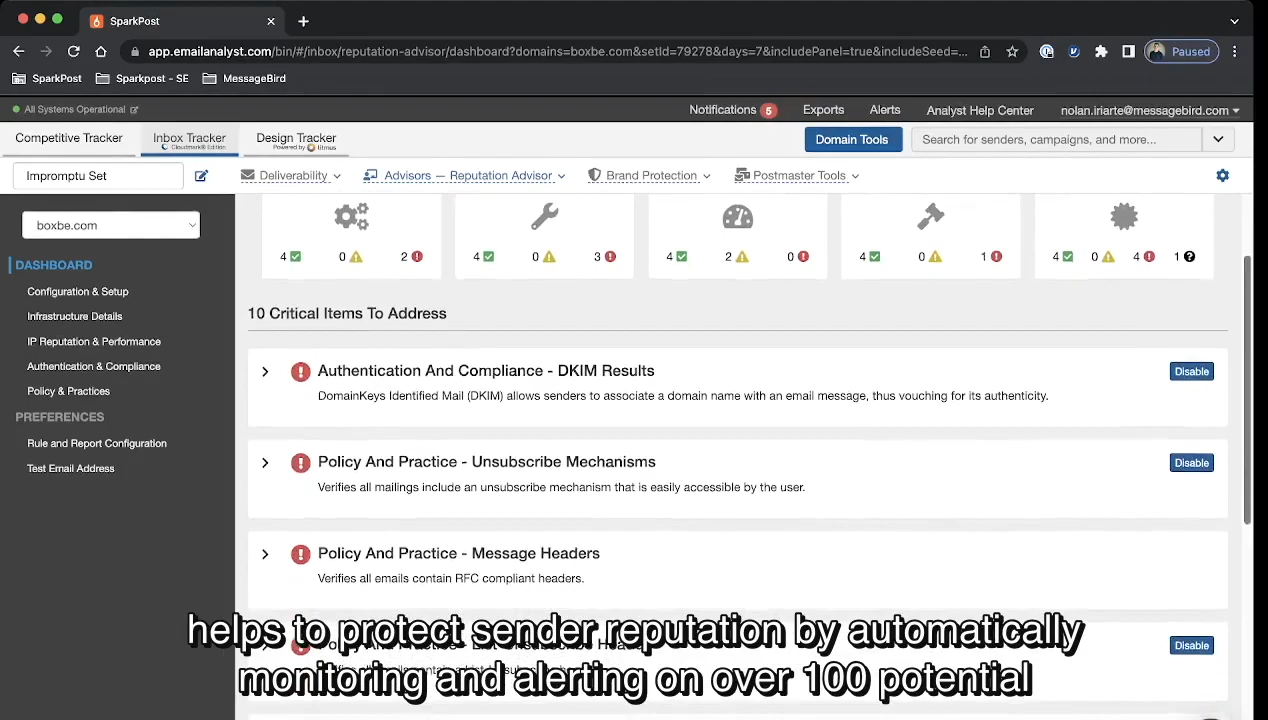 SparkPost
app.emailanalyst.com/bin/#/inbox/reputation-advisor/dashboard?domains=boxbe.com&setId=79278&days=7&includePanel=true&includeSeed=...
Paused
SparkPost Sparkpost - SE MessageBird
All Systems Operational
Notifications 5 Exports Alerts Analyst Help Center nolan.iriarte@messagebird.com
Competitive Tracker Inbox Tracker Design Tracker
Cloudmark® Edition Powered by litmus
Domain Tools Search for senders, campaigns, and more...
Impromptu Set Deliverability Advisors — Reputation Advisor Brand Protection Postmaster Tools
boxbe.com
DASHBOARD
Configuration & Setup
Infrastructure Details
IP Reputation & Performance
Authentication & Compliance
Policy & Practices
PREFERENCES
Rule and Report Configuration
Test Email Address
4 0 2 4 0 3 4 2 0 4 0 1 4 0 4 1
10 Critical Items To Address
Authentication And Compliance - DKIM Results Disable
DomainKeys Identified Mail (DKIM) allows senders to associate a domain name with an email message, thus vouching for its authenticity.
Policy And Practice - Unsubscribe Mechanisms Disable
Verifies all mailings include an unsubscribe mechanism that is easily accessible by the user.
Policy And Practice - Message Headers
Verifies all emails contain RFC compliant headers.
Disable
helps to protect sender reputation by automatically
monitoring and alerting on over 100 potential